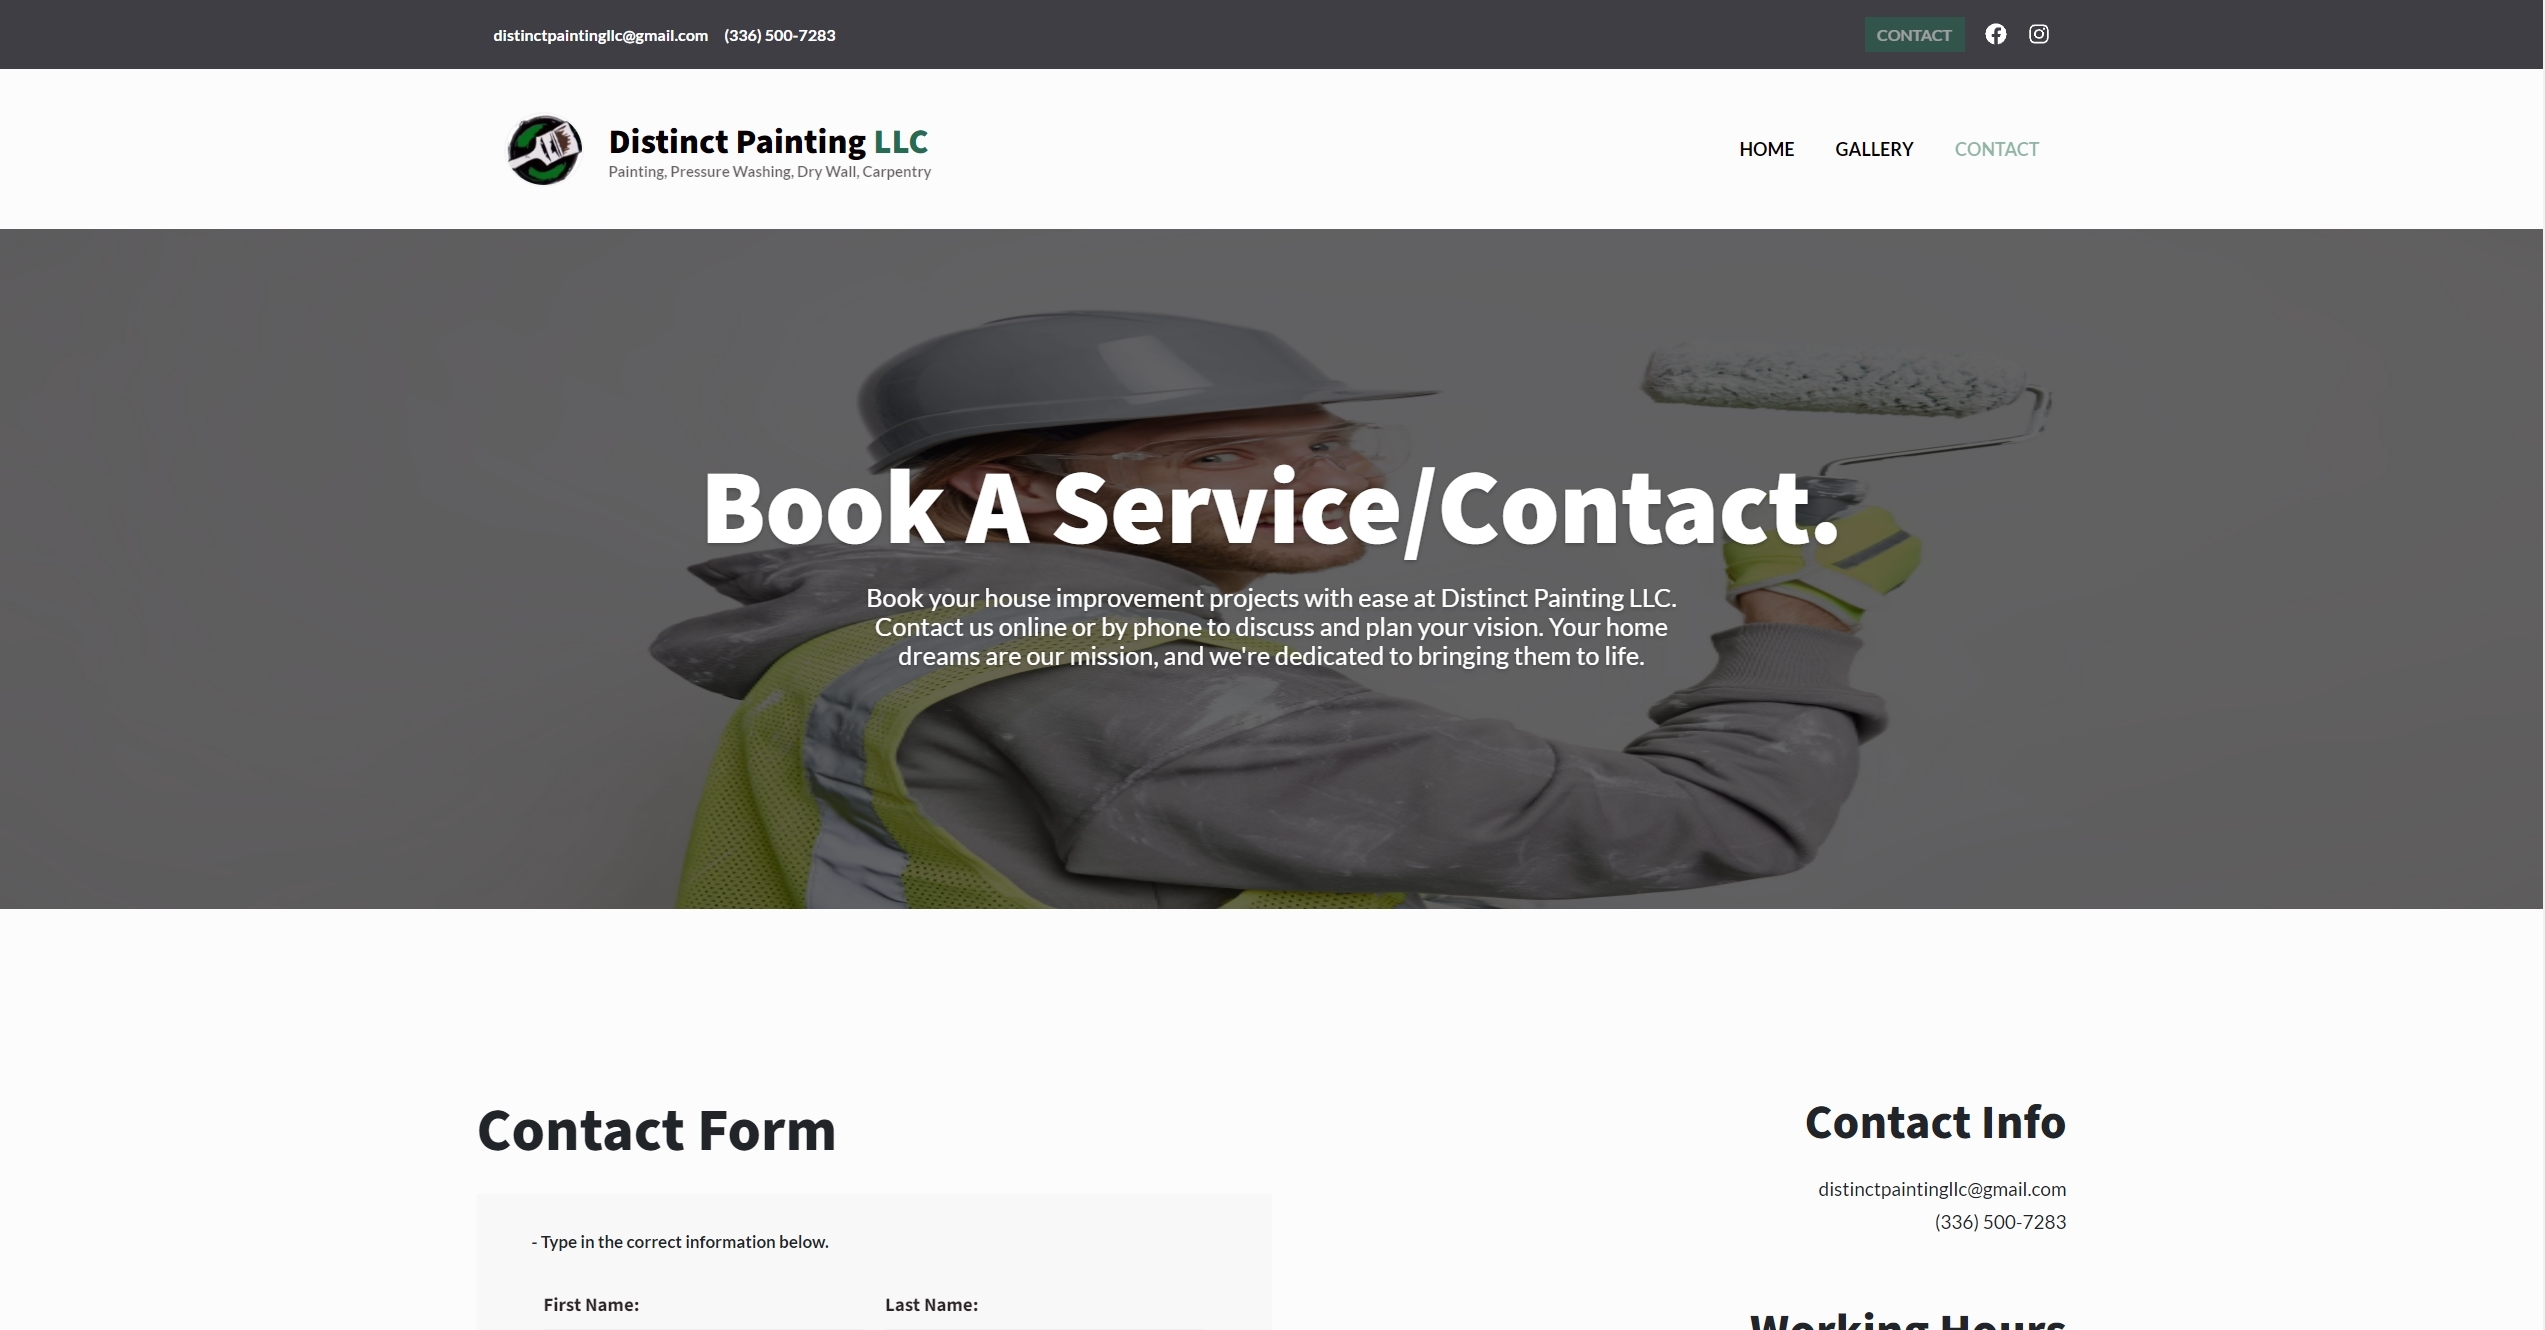 distinctpaintingllc@gmail.com (336) 500-7283
CONTACT
Distinct Painting LLC
Painting, Pressure Washing, Dry Wall, Carpentry
HOME GALLERY CONTACT
Book A Service/Contact.
Book your house improvement projects with ease at Distinct Painting LLC.
Contact us online or by phone to discuss and plan your vision. Your home
dreams are our mission, and we're dedicated to bringing them to life.
Contact Form
- Type in the correct information below.
First Name: Last Name:
Contact Info
distinctpaintingllc@gmail.com
(336) 500-7283
Working Hours